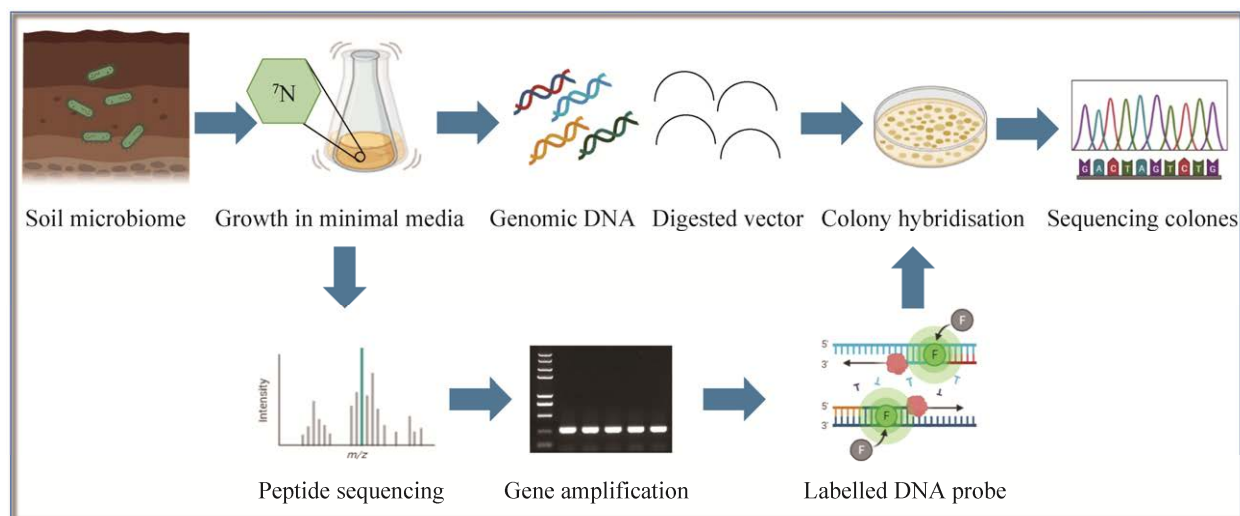 ⁷N
G A C T A G T C T G
Soil microbiome
Growth in minimal media
Genomic DNA
Digested vector
Colony hybridisation
Sequencing colones
Intensity
m/z
F
5'
F
3'
5'
F
3'
F
Peptide sequencing
Gene amplification
Labelled DNA probe